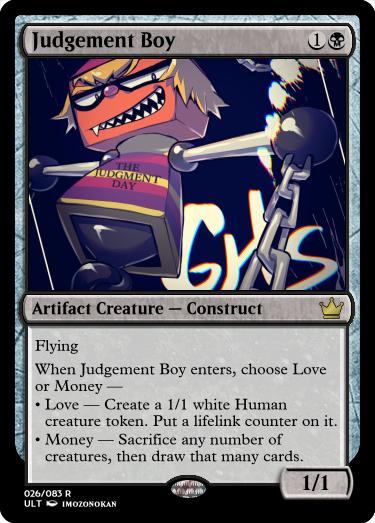 Judgement Boy
1
THE
JUDGMENT
DAY
GHS
Artifact Creature — Construct
Flying
When Judgement Boy enters, choose Love
or Money —
• Love — Create a 1/1 white Human
creature token. Put a lifelink counter on it.
• Money — Sacrifice any number of
creatures, then draw that many cards.
1/1
026/083 R
ULT IMOZONOKAN